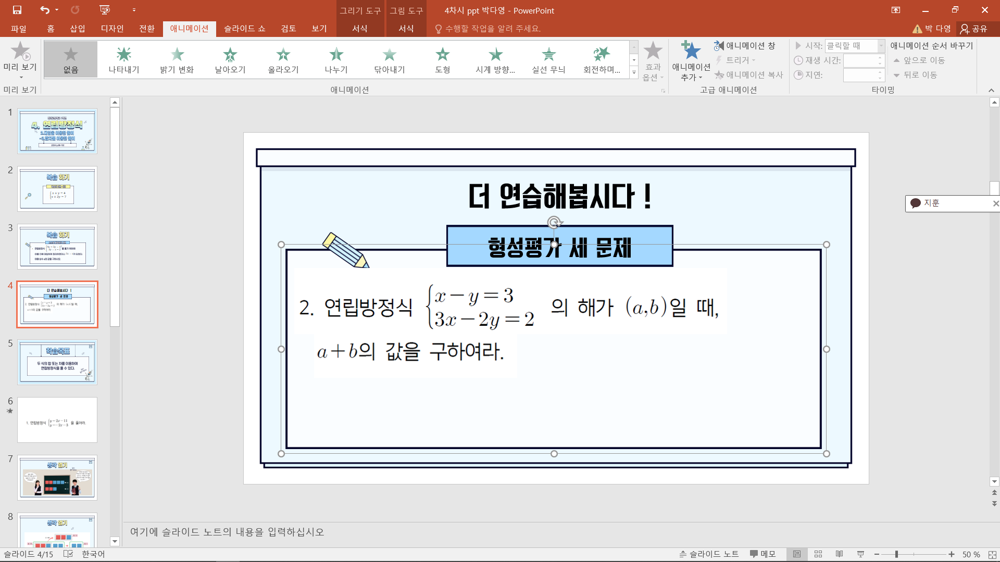 그리기 도구 그림 도구 4차시 ppt 박다영 - PowerPoint
파일 홈 삽입 디자인 전환 애니메이션 슬라이드 쇼 검토 보기 서식 서식 수행할 작업을 알려 주세요. 박 다영 공유
미리 보기
없음 나타내기 밝기 변화 날아오기 올라오기 나누기 닦아내기 도형 시계 방향... 실선 무늬 회전하며...
효과 옵션
애니메이션 추가
애니메이션 창
트리거
애니메이션 복사
시작: 클릭할 때
재생 시간:
지연:
애니메이션 순서 바꾸기
앞으로 이동
뒤로 이동
미리 보기 애니메이션 고급 애니메이션 타이밍
1
4. 연립방정식
2
복습 하기
x + y = 4
x + 2y = 7
3
복습 하기
4
더 연습해봅시다 !
형성평가 세 문제
5
학습목표
두 식의 합 또는 차를 이용하여
연립방정식을 풀 수 있다.
6
1. 연립방정식 { y = 2x - 11
y = -2x - 3 을 풀어라.
7
생각 열기
8
생각 열기
더 연습해봅시다 !
형성평가 세 문제
2. 연립방정식 { x - y = 3
3x - 2y = 2 의 해가 (a,b)일 때,
a + b의 값을 구하여라.
지훈
여기에 슬라이드 노트의 내용을 입력하십시오
슬라이드 4/15 한국어 슬라이드 노트 메모 50 %